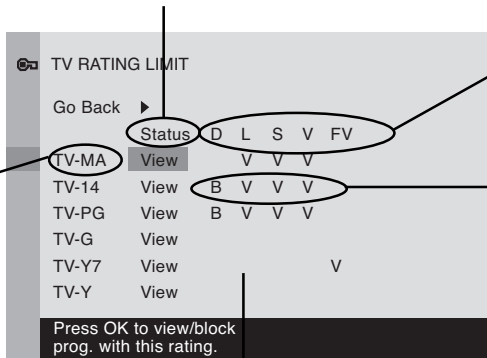 TV RATING LIMIT
Go Back
Status D L S V FV
TV-MA View V V V
TV-14 View B V V V
TV-PG View B V V V
TV-G View
TV-Y7 View V
TV-Y View
Press OK to view/block
prog. with this rating.